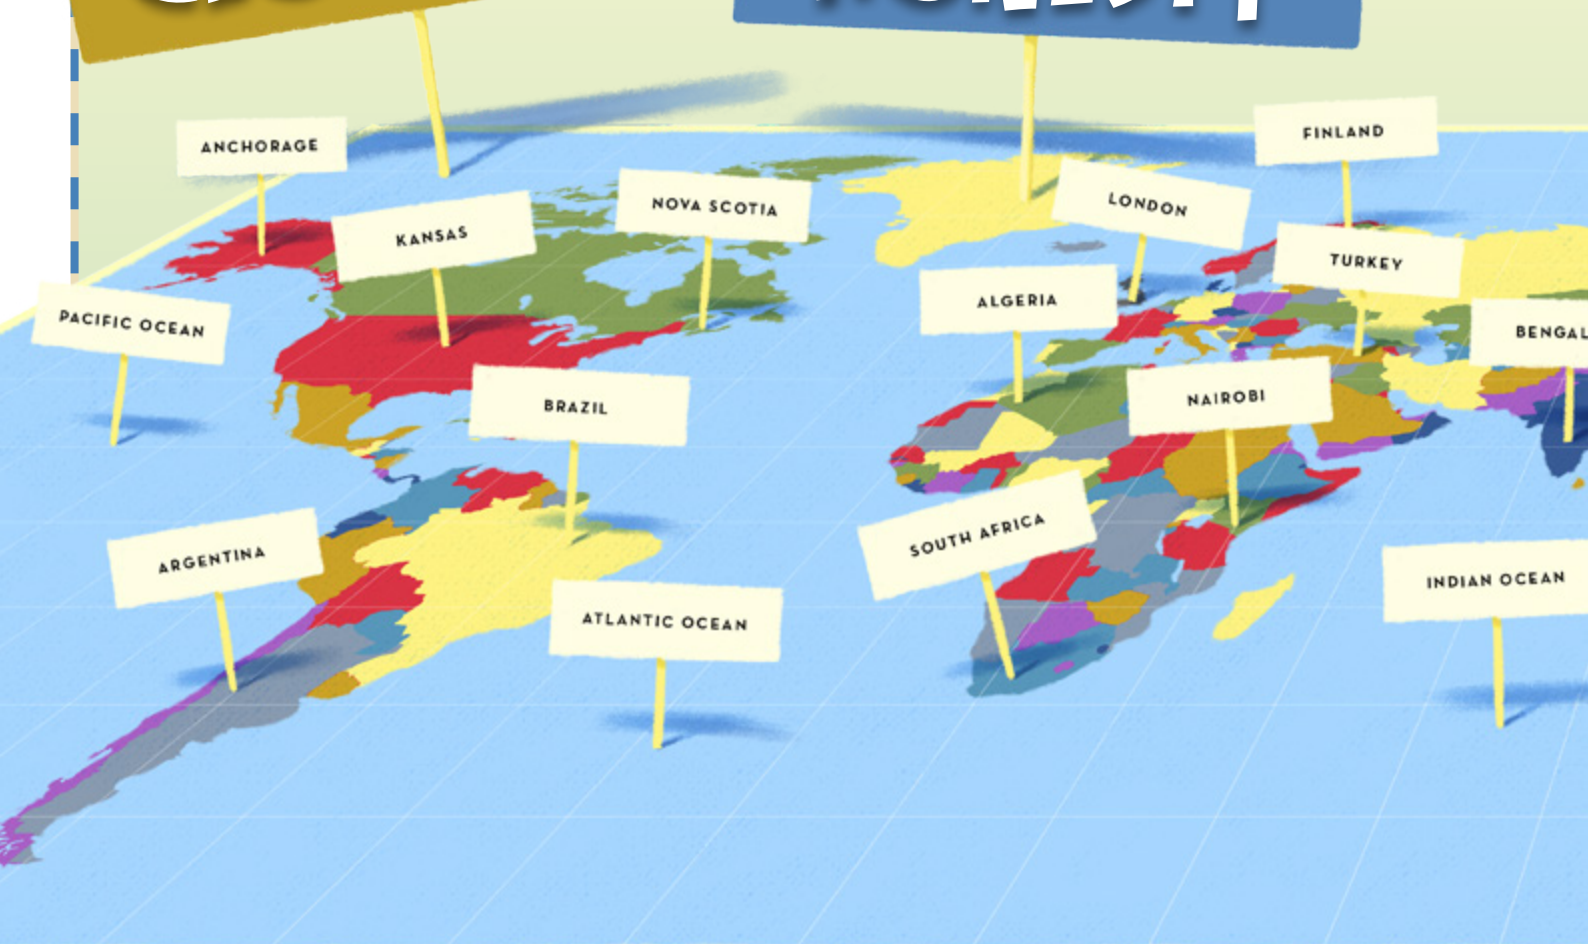 FINLAND
ANCHORAGE
NOVA SCOTIA
LONDON
KANSAS
TURKEY
ALGERIA
PACIFIC OCEAN
BENGAL
NAIROBI
BRAZIL
SOUTH AFRICA
ARGENTINA
INDIAN OCEAN
ATLANTIC OCEAN